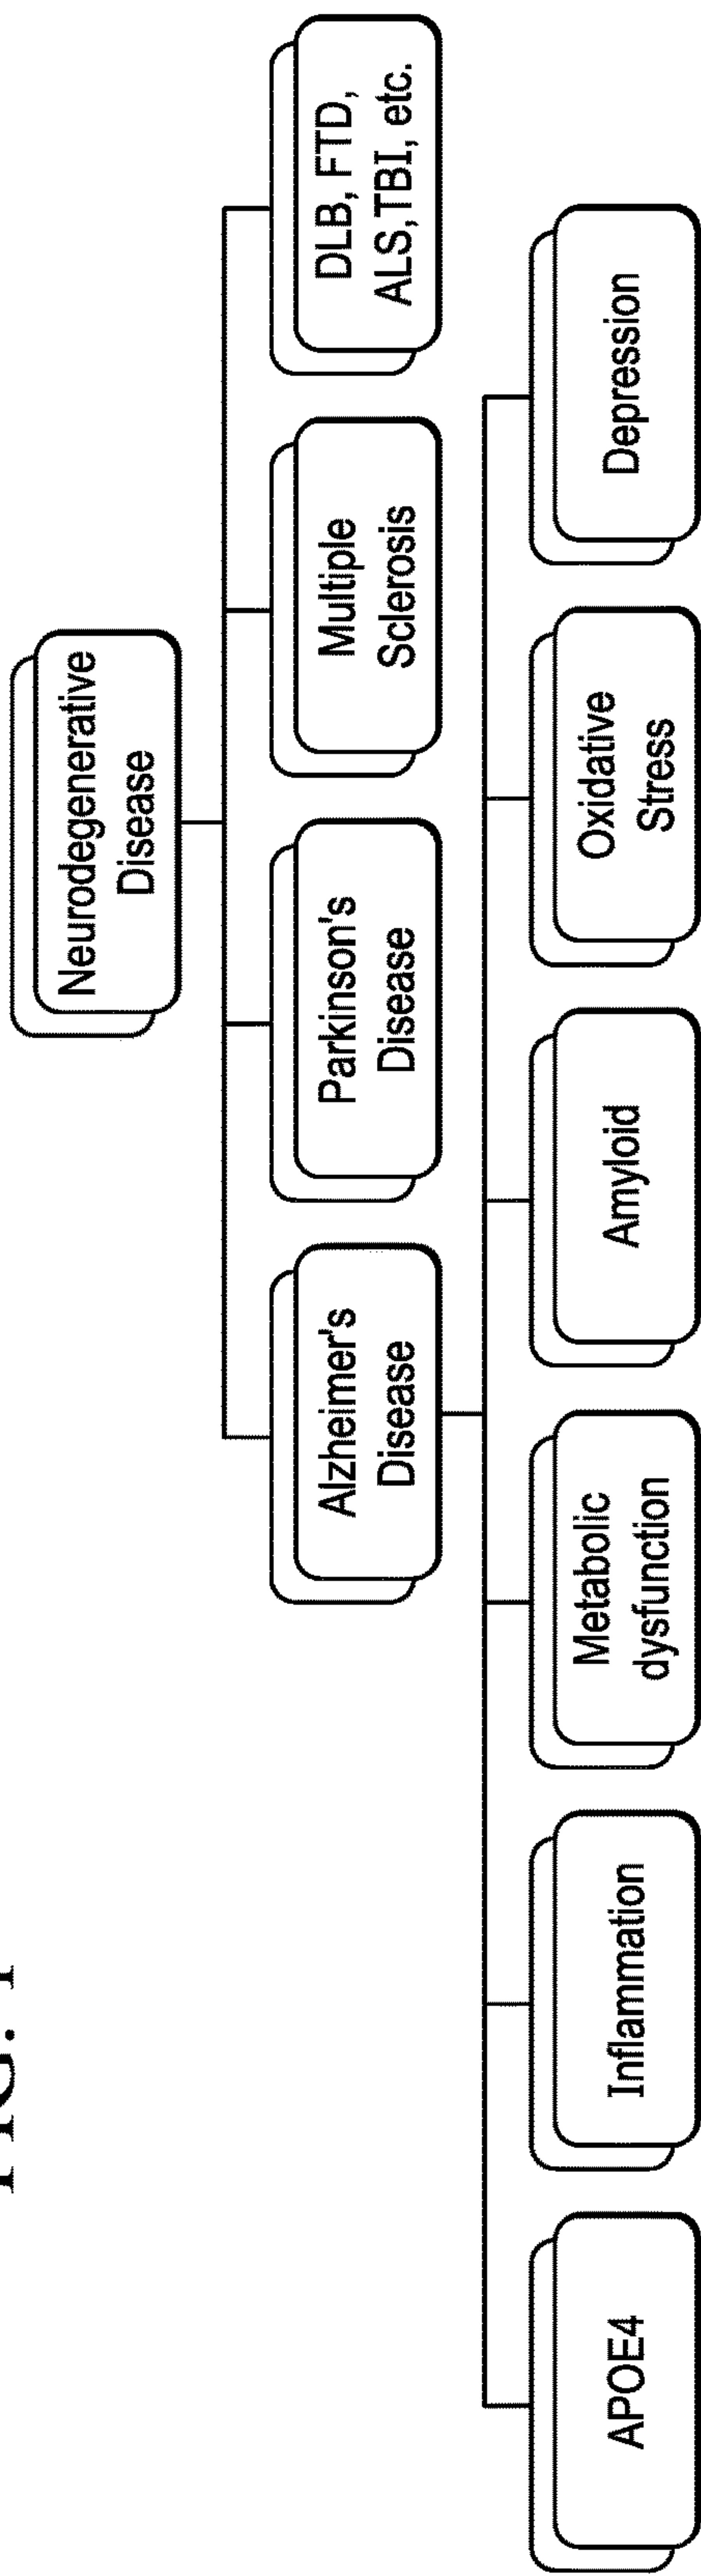 FIG. 1
Neurodegenerative
Disease
Alzheimer's
Disease
Parkinson's
Disease
Multiple
Sclerosis
DLB, FTD,
ALS,TBI, etc.
APOE4
Inflammation
Metabolic
dysfunction
Amyloid
Oxidative
Stress
Depression